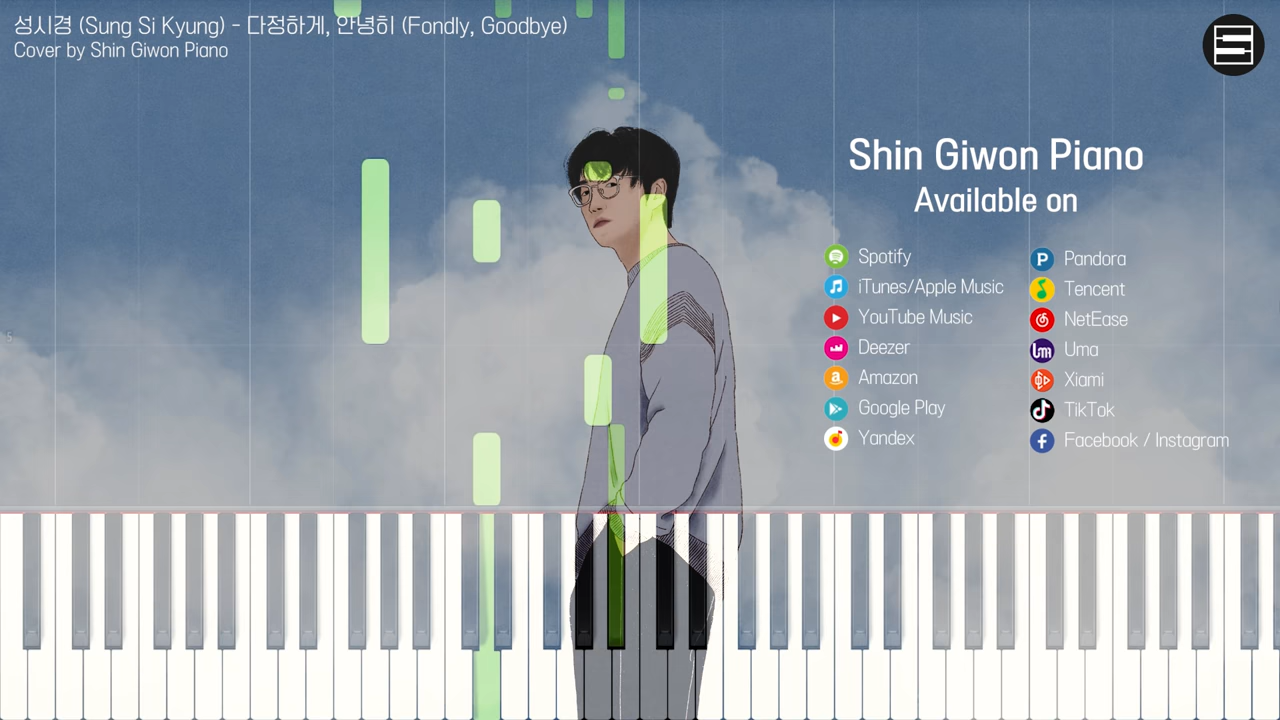 성시경 (Sung Si Kyung) - 다정하게, 안녕히 (Fondly, Goodbye)
Cover by Shin Giwon Piano
Shin Giwon Piano
Available on
Spotify
iTunes/Apple Music
YouTube Music
Deezer
Amazon
Google Play
Yandex
Pandora
Tencent
NetEase
Uma
Xiami
TikTok
Facebook / Instagram